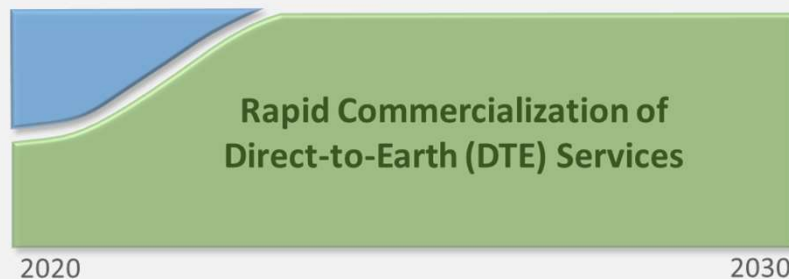 Rapid Commercialization of
Direct-to-Earth (DTE) Services
2020
2030